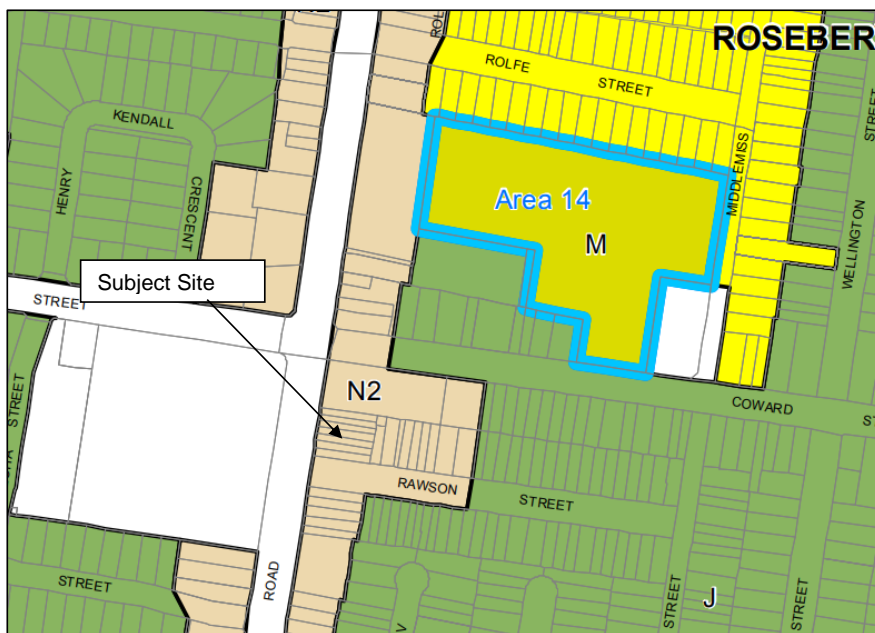 ROSEBER
ROLFE
STREET
STREET
KENDALL
HENRY
CRESCENT
MIDDLEMISS
WELLINGTON
Area 14
M
Subject Site
STREET
N2
STREET
COWARD
RAWSON
STREET
STREET
ROAD
STREET
STREET
J